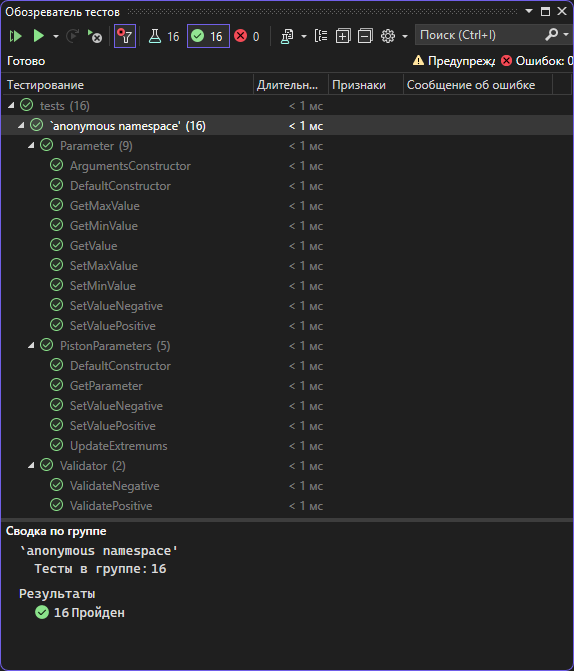 Обозреватель тестов
16 16 0 Поиск (Ctrl+I)
Готово Предупрежд Ошибок: 0
Тестирование Длительн... Признаки Сообщение об ошибке
tests (16) < 1 мс
`anonymous namespace' (16) < 1 мс
Parameter (9) < 1 мс
ArgumentsConstructor < 1 мс
DefaultConstructor < 1 мс
GetMaxValue < 1 мс
GetMinValue < 1 мс
GetValue < 1 мс
SetMaxValue < 1 мс
SetMinValue < 1 мс
SetValueNegative < 1 мс
SetValuePositive < 1 мс
PistonParameters (5) < 1 мс
DefaultConstructor < 1 мс
GetParameter < 1 мс
SetValueNegative < 1 мс
SetValuePositive < 1 мс
UpdateExtremums < 1 мс
Validator (2) < 1 мс
ValidateNegative < 1 мс
ValidatePositive < 1 мс
Сводка по группе
`anonymous namespace'
Тесты в группе: 16
Результаты
16 Пройден